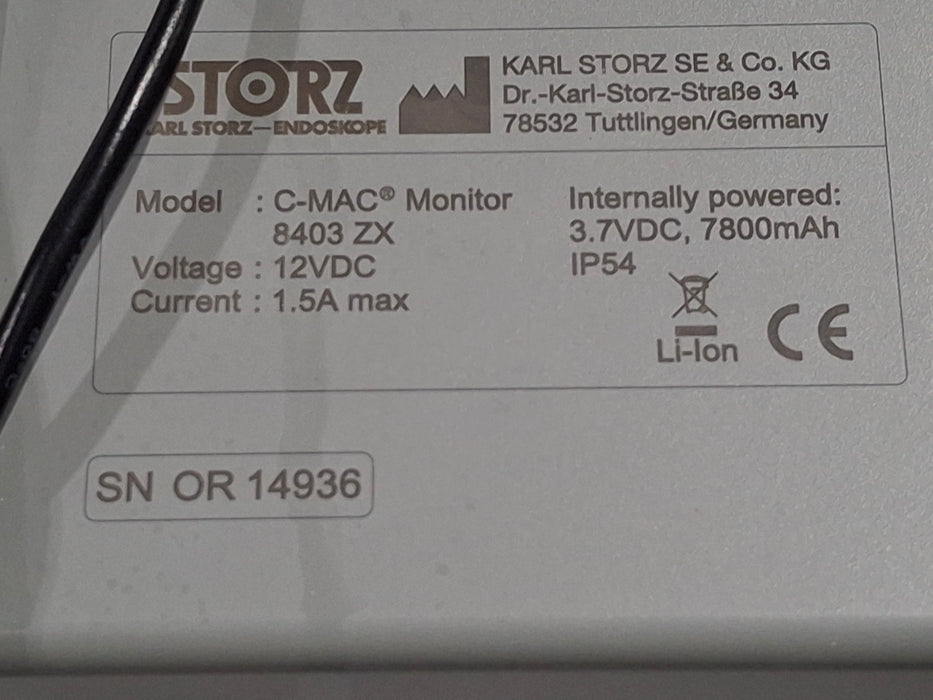 STORZ
KARL STORZ—ENDOSKOPE
KARL STORZ SE & Co. KG
Dr.-Karl-Storz-Straße 34
78532 Tuttlingen/Germany
Model : C-MAC® Monitor
8403 ZX
Voltage : 12VDC
Current : 1.5A max
Internally powered:
3.7VDC, 7800mAh
IP54
Li-Ion
CE
SN OR 14936